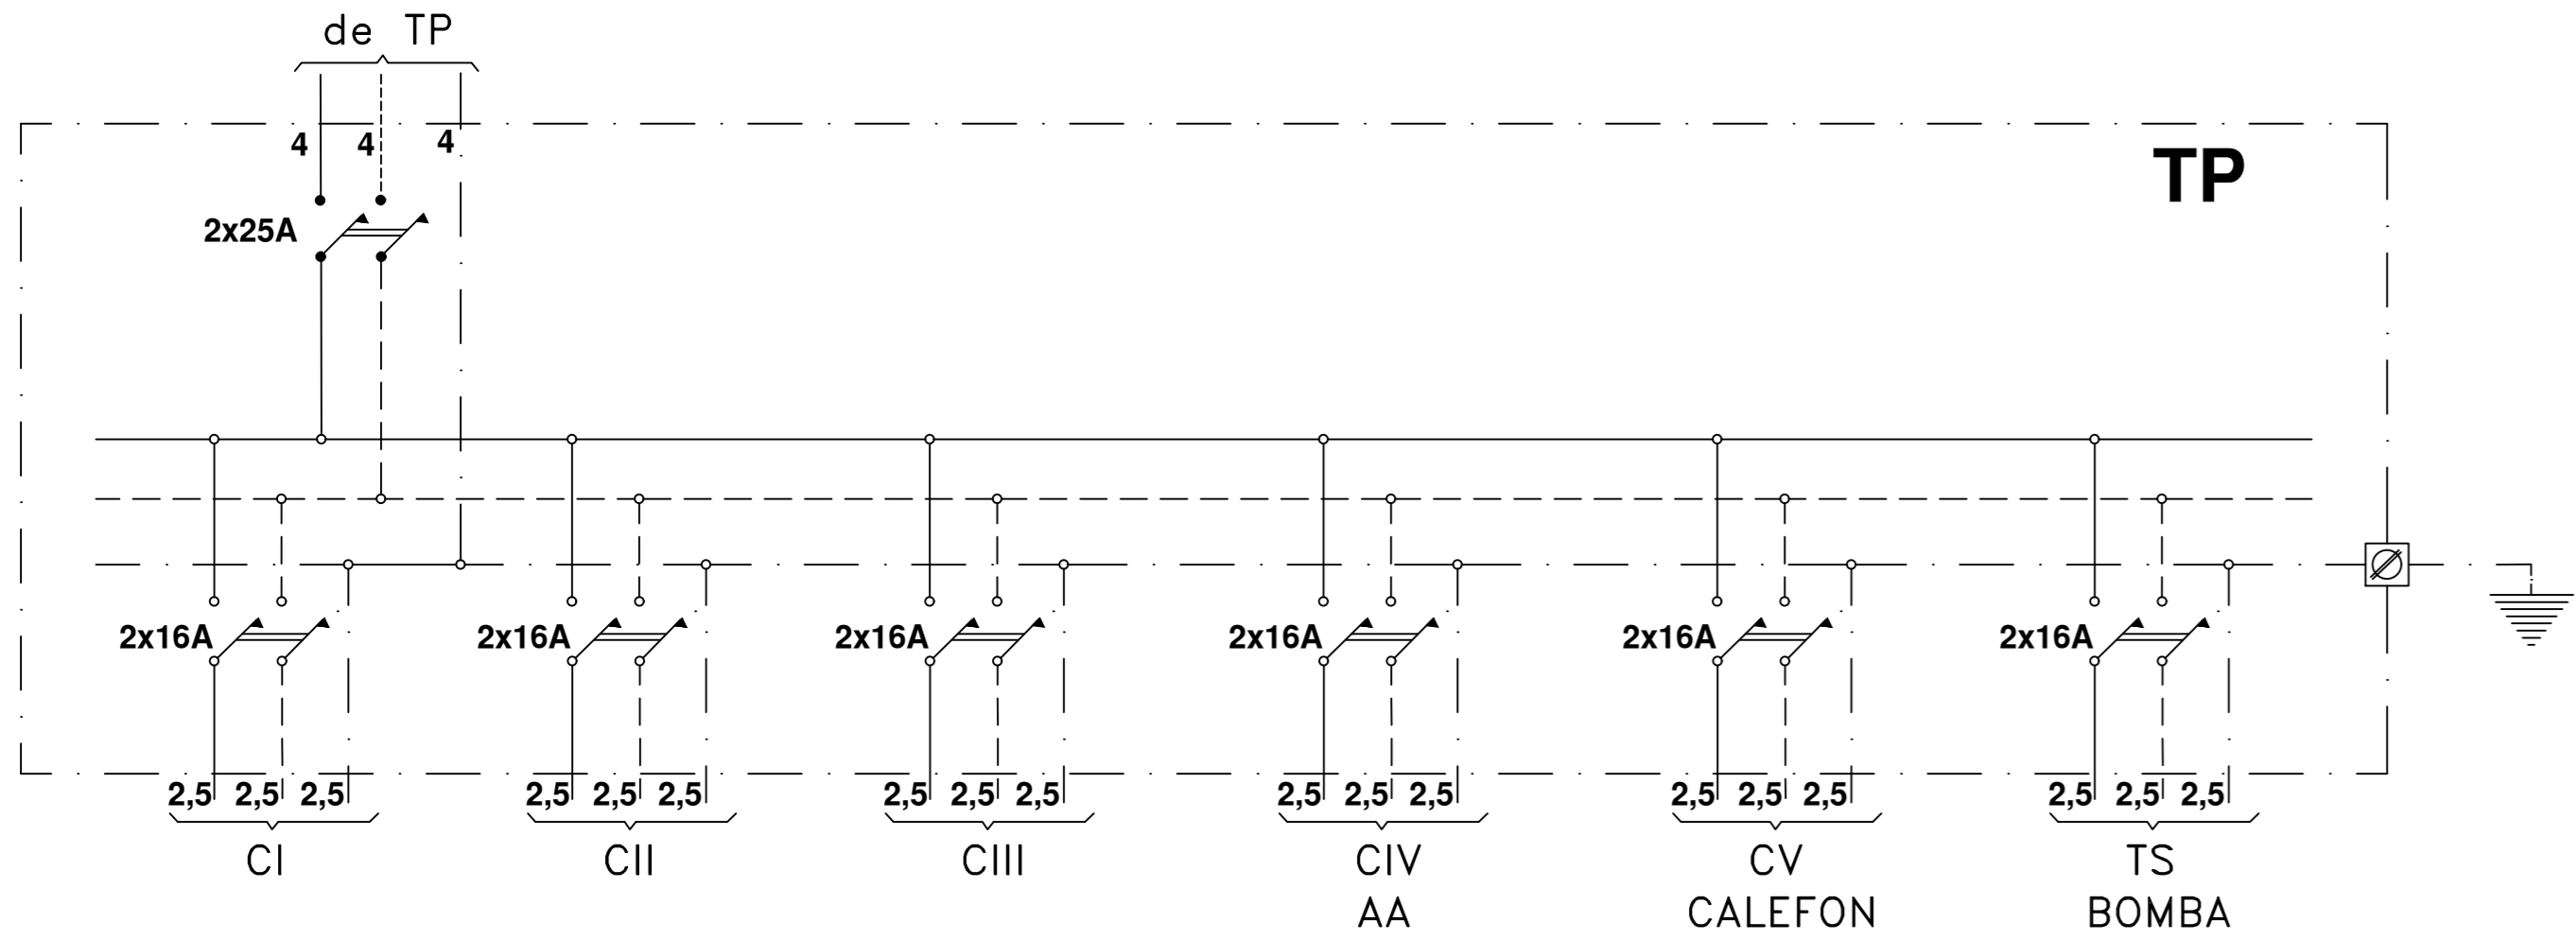 de TP
4 4 4
TP
2x25A
2x16A 2x16A 2x16A 2x16A 2x16A 2x16A
2,5 2,5 2,5 2,5 2,5 2,5 2,5 2,5 2,5 2,5 2,5 2,5 2,5 2,5 2,5 2,5 2,5 2,5
CI CII CIII CIV CV TS
AA CALEFON BOMBA